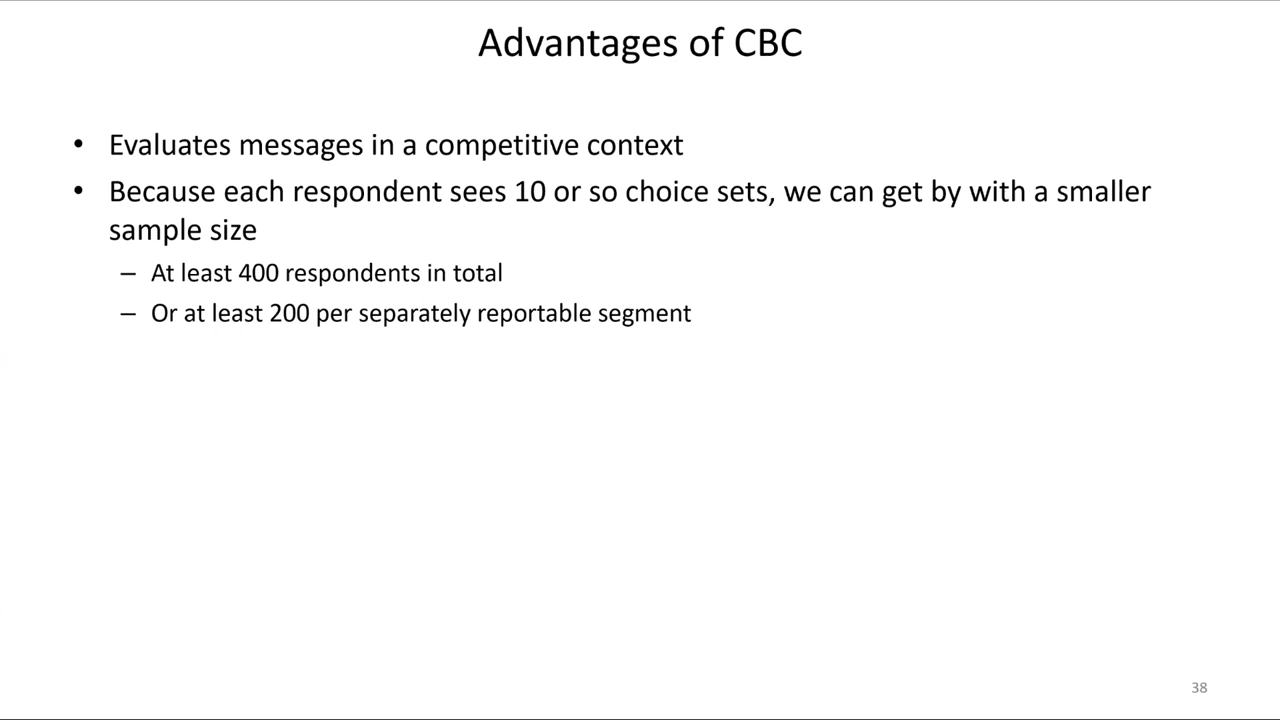 Advantages of CBC
• Evaluates messages in a competitive context
• Because each respondent sees 10 or so choice sets, we can get by with a smaller
sample size
– At least 400 respondents in total
– Or at least 200 per separately reportable segment
38